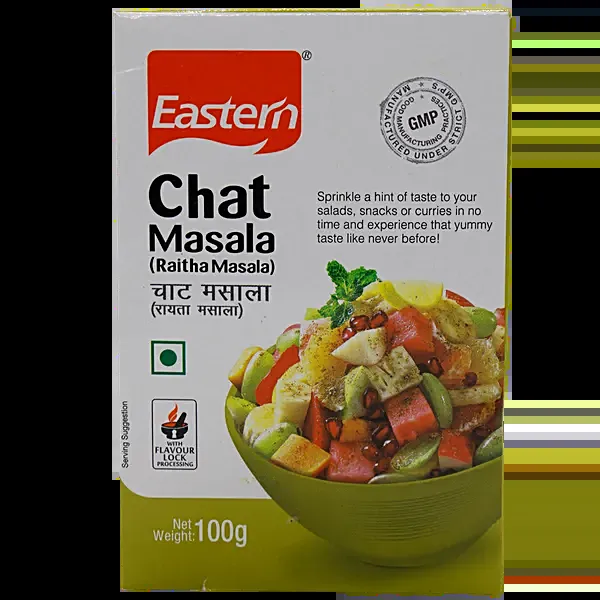 Eastern®
MANUFACTURED UNDER STRICT GMP'S
GOOD MANUFACTURING PRACTICES
GMP
Chat
Masala
(Raitha Masala)
चाट मसाला
(रायता मसाला)
Sprinkle a hint of taste to your
salads, snacks or curries in no
time and experience that yummy
taste like never before!
WITH
FLAVOUR
LOCK
PROCESSING
Serving Suggestion
Net
Weight: 100g